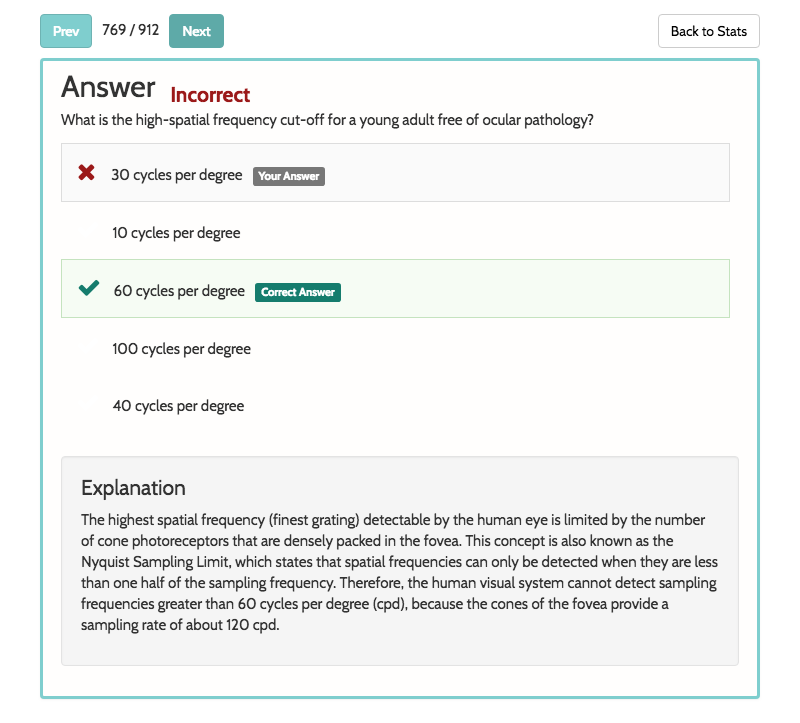 Prev 769 / 912 Next Back to Stats
Answer Incorrect
What is the high-spatial frequency cut-off for a young adult free of ocular pathology?
30 cycles per degree Your Answer
10 cycles per degree
60 cycles per degree Correct Answer
100 cycles per degree
40 cycles per degree
Explanation
The highest spatial frequency (finest grating) detectable by the human eye is limited by the number
of cone photoreceptors that are densely packed in the fovea. This concept is also known as the
Nyquist Sampling Limit, which states that spatial frequencies can only be detected when they are less
than one half of the sampling frequency. Therefore, the human visual system cannot detect sampling
frequencies greater than 60 cycles per degree (cpd), because the cones of the fovea provide a
sampling rate of about 120 cpd.